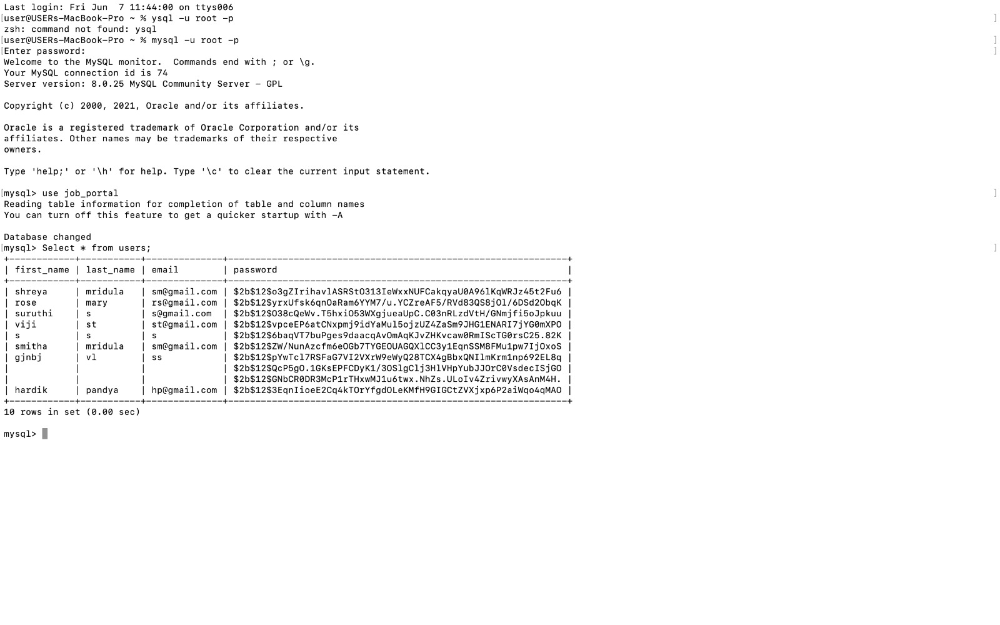 Last login: Fri Jun  7 11:44:00 on ttys006
[user@USERs-MacBook-Pro ~ % ysql -u root -p ]
zsh: command not found: ysql
[user@USERs-MacBook-Pro ~ % mysql -u root -p ]
[Enter password: ]
Welcome to the MySQL monitor.  Commands end with ; or \g.
Your MySQL connection id is 74
Server version: 8.0.25 MySQL Community Server - GPL

Copyright (c) 2000, 2021, Oracle and/or its affiliates.

Oracle is a registered trademark of Oracle Corporation and/or its
affiliates. Other names may be trademarks of their respective
owners.

Type 'help;' or '\h' for help. Type '\c' to clear the current input statement.

[mysql> use job_portal ]
Reading table information for completion of table and column names
You can turn off this feature to get a quicker startup with -A

Database changed
[mysql> Select * from users; ]
+------------+-----------+--------------+--------------------------------------------------------------+
| first_name | last_name | email        | password                                                     |
+------------+-----------+--------------+--------------------------------------------------------------+
| shreya     | mridula   | sm@gmail.com | $2b$12$o3gZIrihavlASRStO313IeWxxNUFCakqyaU0A96lKqWRJz45t2Fu6 |
| rose       | mary      | rs@gmail.com | $2b$12$yrxUfsk6qnOaRam6YYM7/u.YCZreAF5/RVd83QS8jOl/6DSd2ObqK |
| suruthi    | s         | s@gmail.com  | $2b$12$O38cQeWv.T5hxiO53WXgjueaUpC.C03nRLzdVtH/GNmjfi5oJpkuu |
| viji       | st        | st@gmail.com | $2b$12$vpceEP6atCNxpmj9idYaMul5ojzUZ4ZaSm9JHG1ENARI7jYG0mXPO |
| s          | s         | s            | $2b$12$6baqVT7buPges9daacqAvOmAqKJvZHKvcaw0RmIScTG0rsC25.82K |
| smitha     | mridula   | sm@gmail.com | $2b$12$ZW/NunAzcfm6eOGb7TYGEOUAGQXlCC3y1EqnSSM8FMu1pw7IjOxoS |
| gjnbj      | vl        | ss           | $2b$12$pYwTcl7RSFaG7VI2VXrW9eWyQ28TCX4gBbxQNIlmKrm1np692EL8q |
|            |           |              | $2b$12$QcP5gO.1GKsEPFCDyK1/3OSlgClj3HlVHpYubJJOrC0VsdecISjGO |
|            |           |              | $2b$12$GNbCR0DR3McP1rTHxwMJ1u6twx.NhZs.ULoIv4ZrivwyXAsAnM4H. |
| hardik     | pandya    | hp@gmail.com | $2b$12$3EqnIioeE2Cq4kTOrYfgdOLeKMfH9GIGCtZVXjxp6P2aiWqo4qMAO |
+------------+-----------+--------------+--------------------------------------------------------------+
10 rows in set (0.00 sec)

mysql>